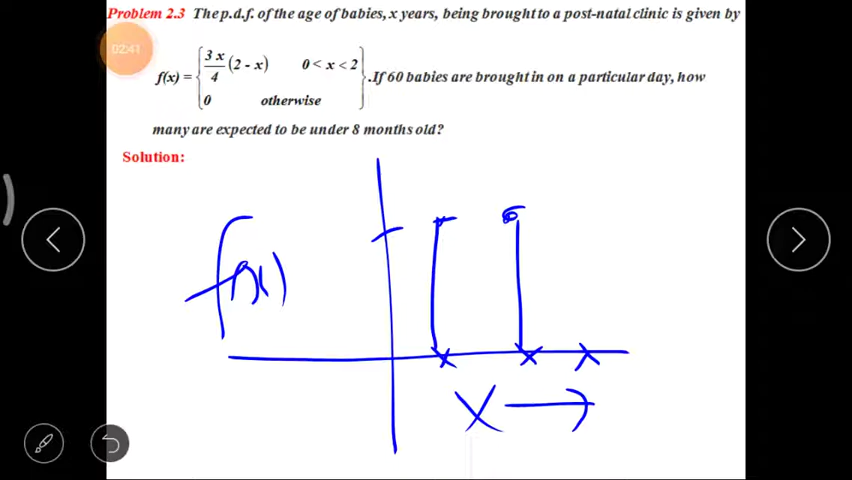 Problem 2.3 The p.d.f. of the age of babies, x years, being brought to a post-natal clinic is given by
02:41
f(x) = { 3x/4 (2 - x)   0 < x < 2
0   otherwise } .If 60 babies are brought in on a particular day, how
many are expected to be under 8 months old?
Solution:
f(x)
X →